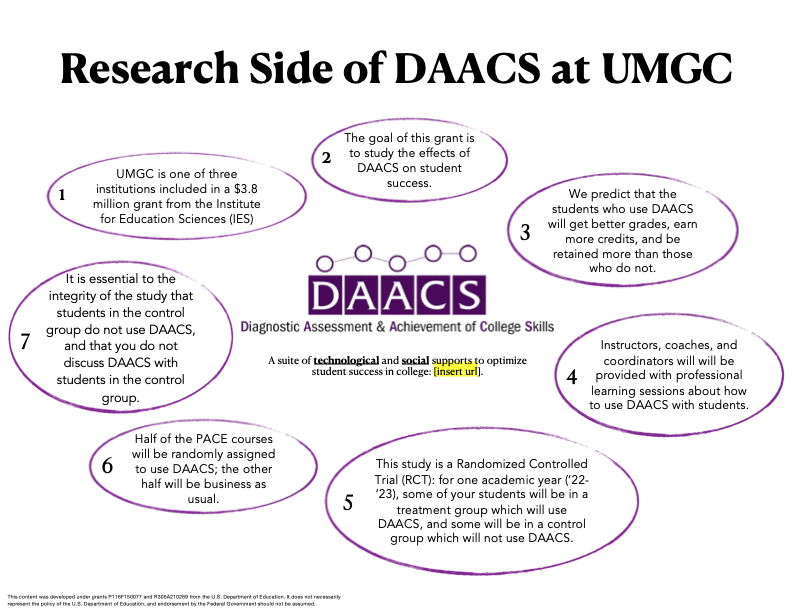 Research Side of DAACS at UMGC
1
UMGC is one of three
institutions included in a $3.8
million grant from the Institute
for Education Sciences (IES)
2
The goal of this grant is
to study the effects of
DAACS on student
success.
3
We predict that the
students who use DAACS
will get better grades, earn
more credits, and be
retained more than those
who do not.
DAACS
Diagnostic Assessment & Achievement of College Skills
A suite of technological and social supports to optimize
student success in college: [insert url].
4
Instructors, coaches, and
coordinators will will be
provided with professional
learning sessions about how
to use DAACS with students.
5
This study is a Randomized Controlled
Trial (RCT): for one academic year ('22-
'23), some of your students will be in a
treatment group which will use
DAACS, and some will be in a control
group which will not use DAACS.
6
Half of the PACE courses
will be randomly assigned
to use DAACS; the other
half will be business as
usual.
7
It is essential to the
integrity of the study that
students in the control
group do not use DAACS,
and that you do not
discuss DAACS with
students in the control
group.
This content was developed under grants P116F150077 and R305A210269 from the U.S. Department of Education. It does not necessarily
represent the policy of the U.S. Department of Education, and endorsement by the Federal Government should not be assumed.